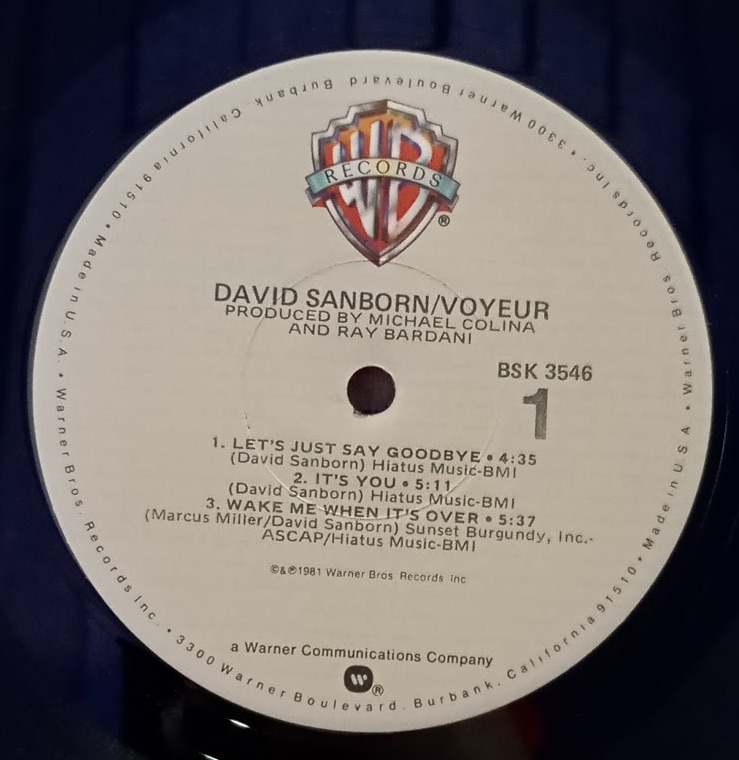 WB
RECORDS
®
DAVID SANBORN/VOYEUR
PRODUCED BY MICHAEL COLINA
AND RAY BARDANI
BSK 3546
1
1. LET'S JUST SAY GOODBYE • 4:35
(David Sanborn) Hiatus Music-BMI
2. IT'S YOU • 5:11
(David Sanborn) Hiatus Music-BMI
3. WAKE ME WHEN IT'S OVER • 5:37
(Marcus Miller/David Sanborn) Sunset Burgundy, Inc.-
ASCAP/Hiatus Music-BMI
©&℗1981 Warner Bros. Records Inc
a Warner Communications Company
W®
Warner Bros. Records Inc. • 3300 Warner Boulevard. Burbank. California 91510 • Made in U.S.A. • Warner Bros. Records Inc. • 3300 Warner Boulevard. Burbank. California 91510 • Made in U.S.A. •